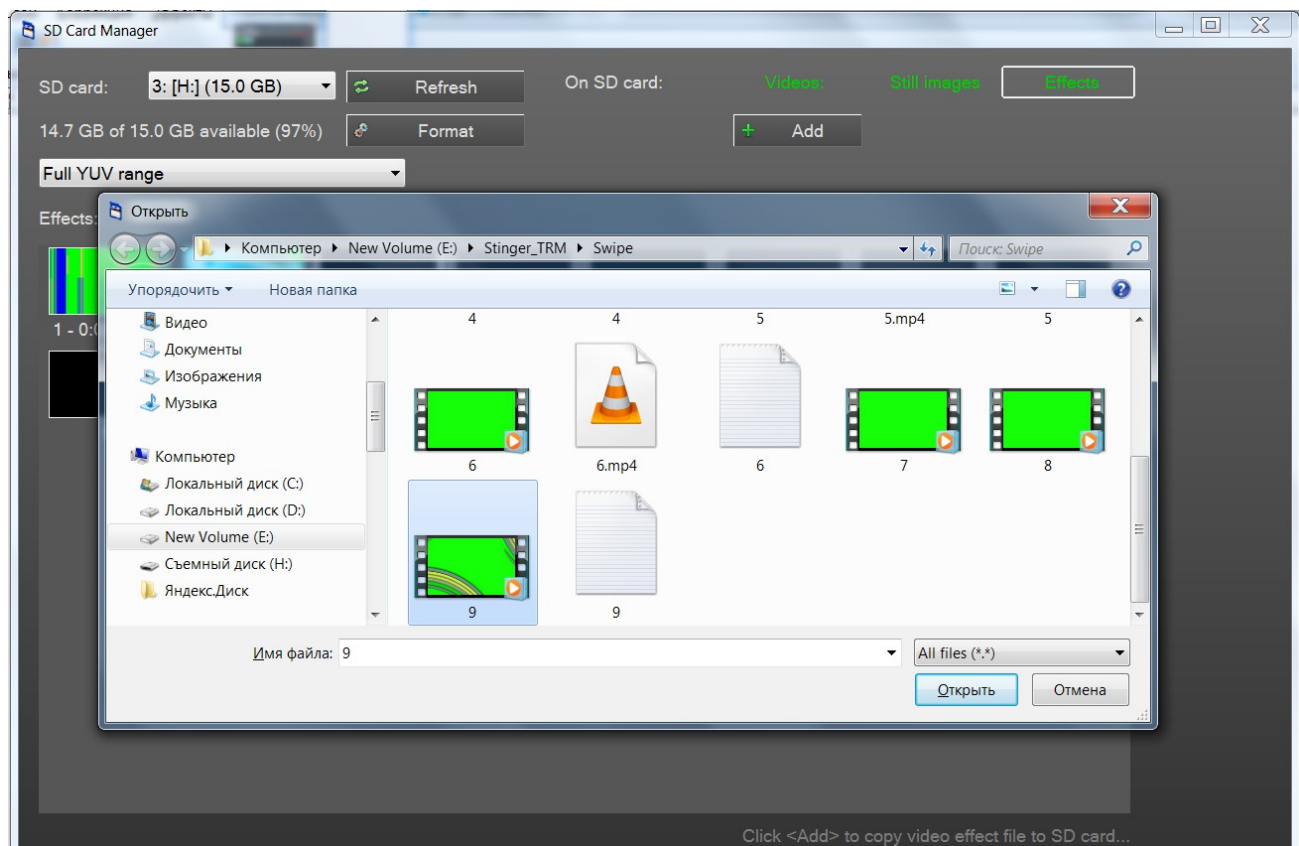 SD Card Manager
SD card: 3: [H:] (15.0 GB) Refresh On SD card: Videos: Still images Effects
14.7 GB of 15.0 GB available (97%) Format Add
Full YUV range
Effects:
Открыть
Компьютер New Volume (E:) Stinger_TRM Swipe Поиск: Swipe
Упорядочить Новая папка
Видео
Документы
Изображения
Музыка
Компьютер
Локальный диск (C:)
Локальный диск (D:)
New Volume (E:)
Съемный диск (H:)
Яндекс.Диск
4 4 5 5.mp4 5
6 6.mp4 6 7 8
9 9
1 - 0:0
Имя файла: 9 All files (*.*)
Открыть Отмена
Click <Add> to copy video effect file to SD card...